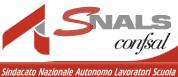 SNALS
confsal
Sindacato Nazionale Autonomo Lavoratori Scuola